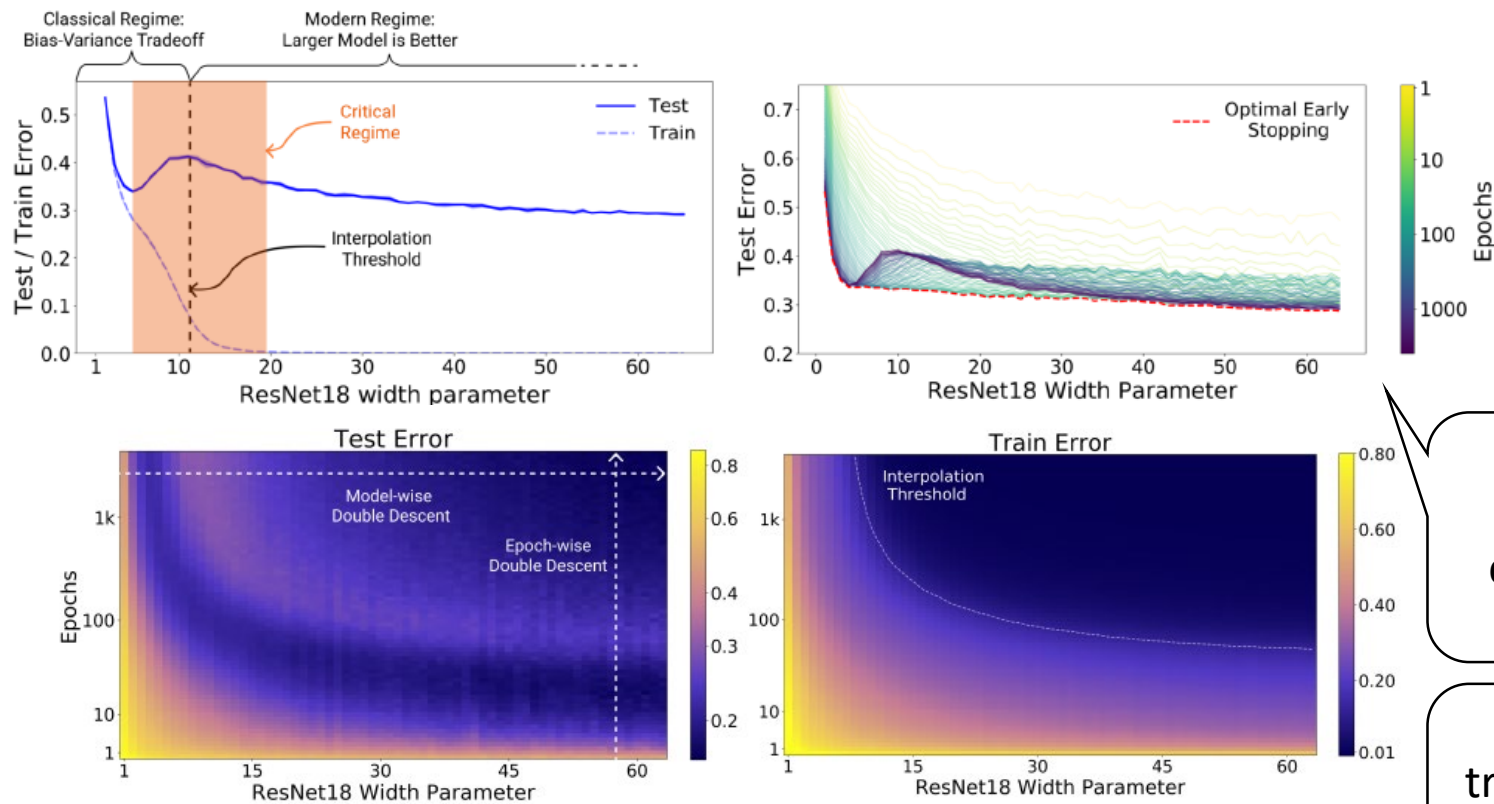 Classical Regime:
Bias-Variance Tradeoff
Modern Regime:
Larger Model is Better
Critical
Regime
Test
Train
Interpolation
Threshold
Test / Train Error
0.5
0.4
0.3
0.2
0.1
0.0
1
10
20
30
40
50
60
ResNet18 width parameter
Optimal Early
Stopping
Test Error
0.7
0.6
0.5
0.4
0.3
0.2
0
10
20
30
40
50
60
ResNet18 Width Parameter
1
10
100
1000
Epochs
Test Error
Model-wise
Double Descent
Epoch-wise
Double Descent
Epochs
1k
100
10
1
1
15
30
45
60
ResNet18 Width Parameter
0.8
0.6
0.4
0.3
0.2
Train Error
Interpolation
Threshold
1k
100
10
1
1
15
30
45
60
ResNet18 Width Parameter
0.80
0.60
0.40
0.20
0.01